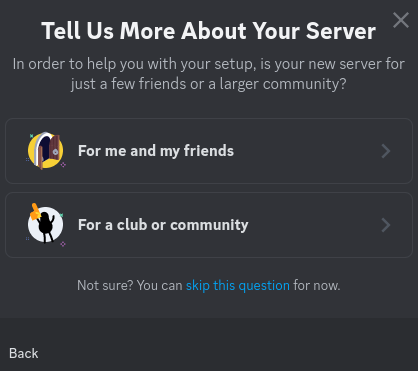 Tell Us More About Your Server
In order to help you with your setup, is your new server for
just a few friends or a larger community?
For me and my friends
For a club or community
Not sure? You can skip this question for now.
Back